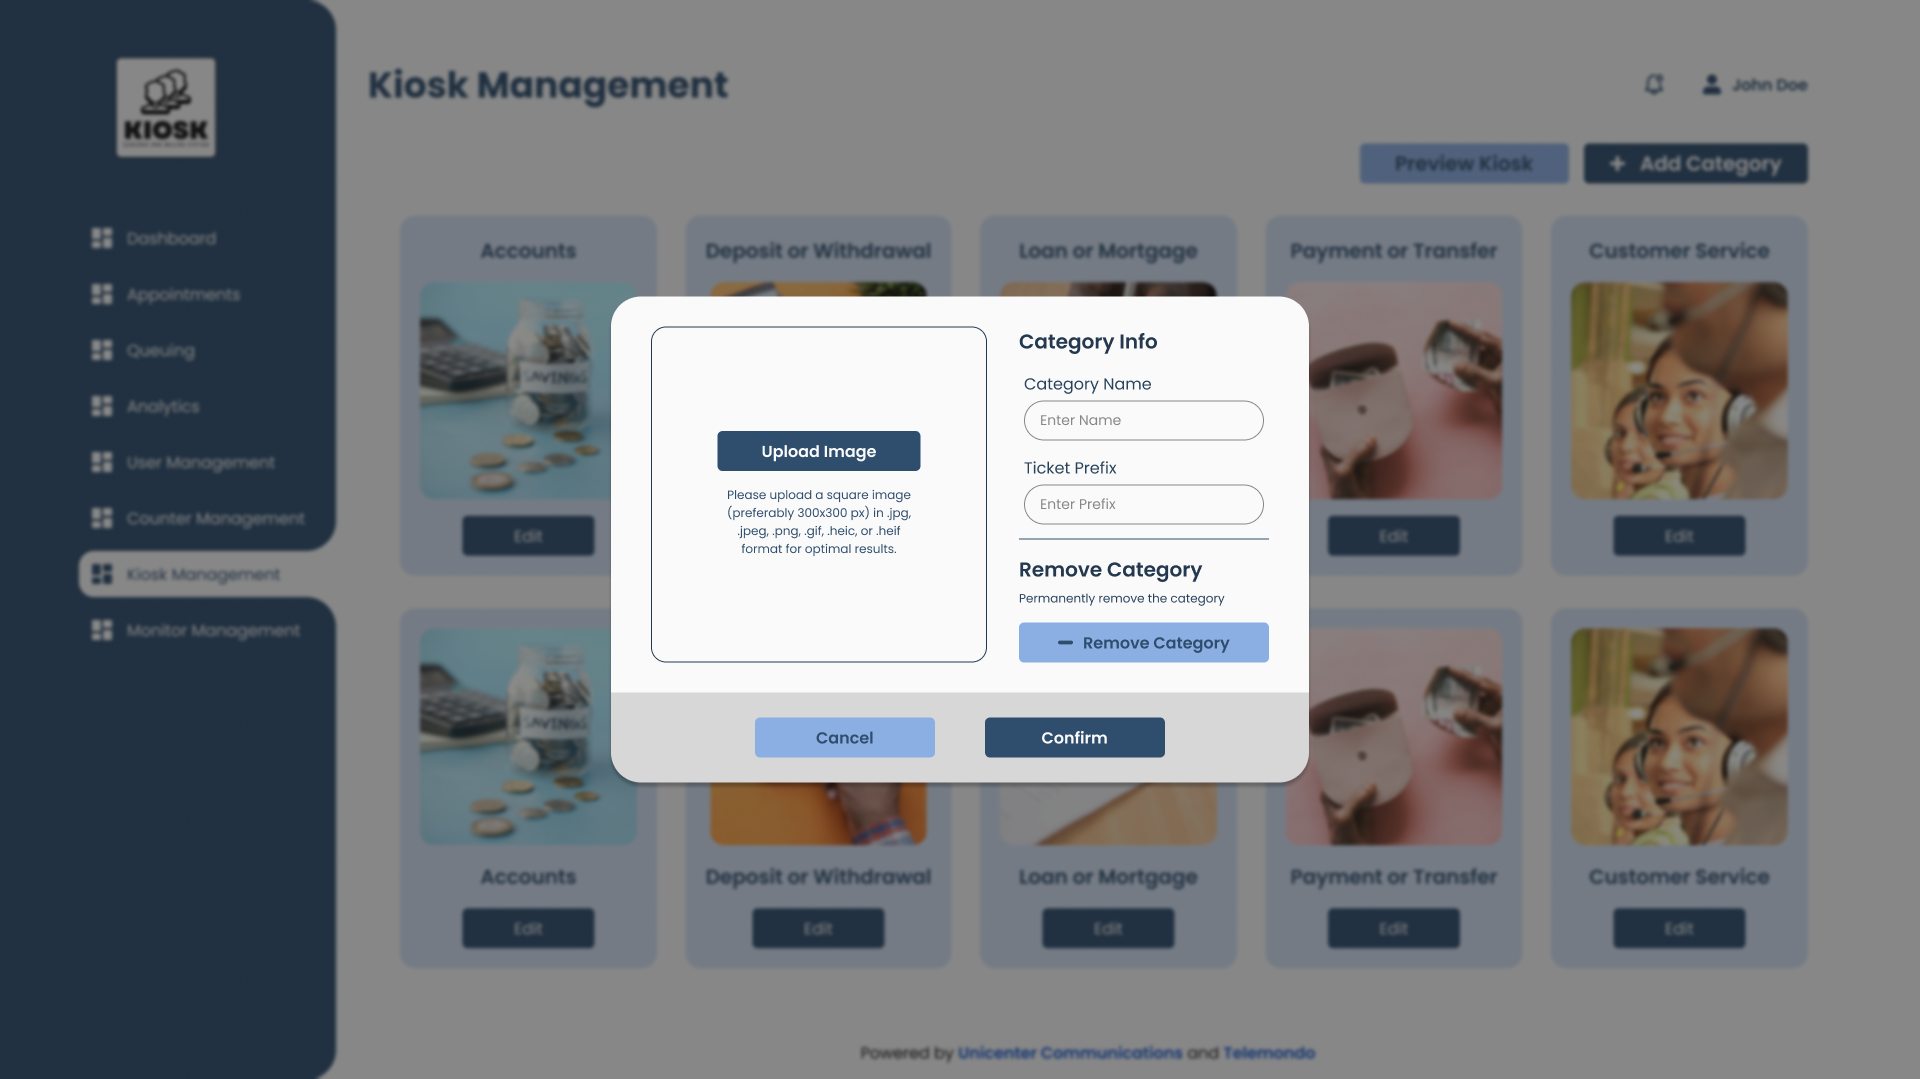 KIOSK
Kiosk Management
John Doe
Preview Kiosk
Add Category
Dashboard
Appointments
Queuing
Analytics
User Management
Counter Management
Kiosk Management
Monitor Management
Accounts
Deposit or Withdrawal
Loan or Mortgage
Payment or Transfer
Customer Service
SAVINGS
Edit
Edit
Edit
Upload Image
Please upload a square image
(preferably 300x300 px) in .jpg,
.jpeg, .png, .gif, .heic, or .heif
format for optimal results.
Category Info
Category Name
Enter Name
Ticket Prefix
Enter Prefix
Remove Category
Permanently remove the category
Remove Category
Cancel
Confirm
SAVINGS
Accounts
Deposit or Withdrawal
Loan or Mortgage
Payment or Transfer
Customer Service
Edit
Edit
Edit
Edit
Edit
Powered by Unicenter Communications and Telemondo